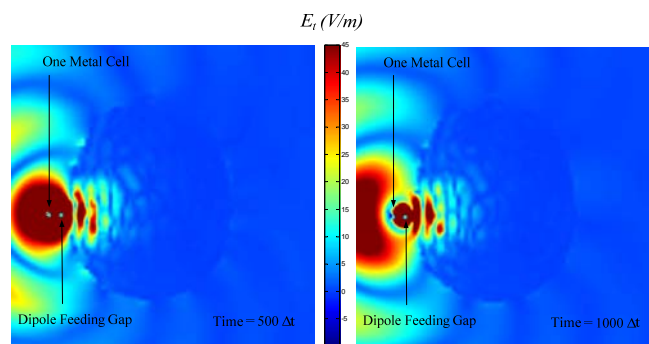 E_t (V/m)
One Metal Cell
Dipole Feeding Gap
Time = 500 Δt
45
40
35
30
25
20
15
10
5
0
-5
One Metal Cell
Dipole Feeding Gap
Time = 1000 Δt